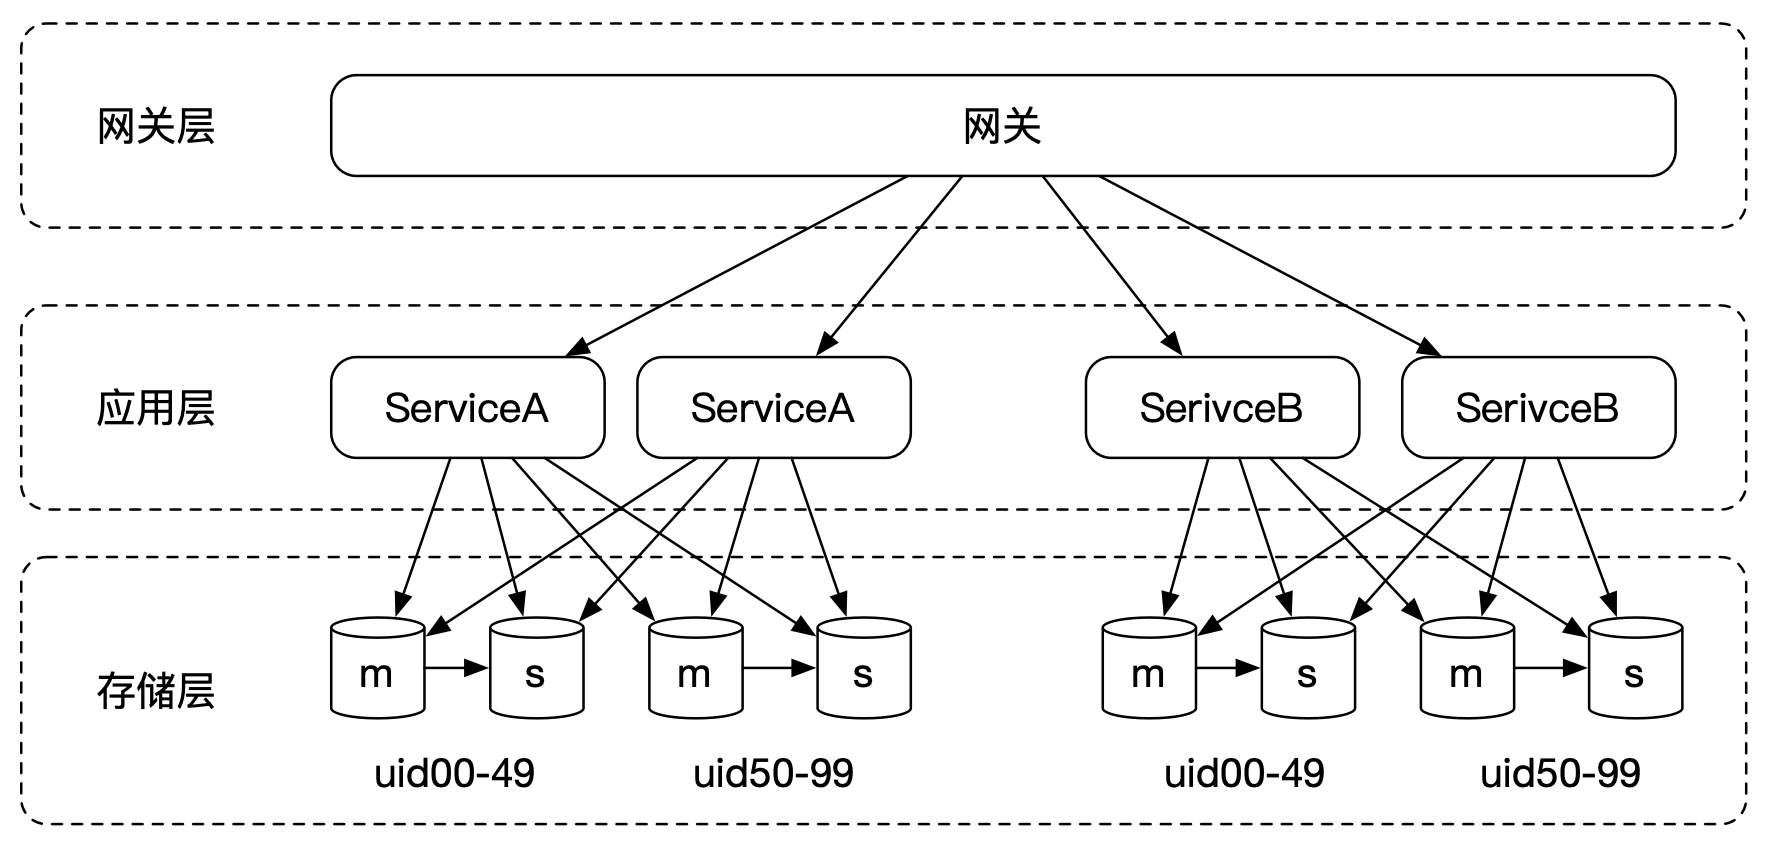 网关层
网关
应用层
ServiceA
ServiceA
SerivceB
SerivceB
存储层
m
s
m
s
m
s
m
s
uid00-49
uid50-99
uid00-49
uid50-99